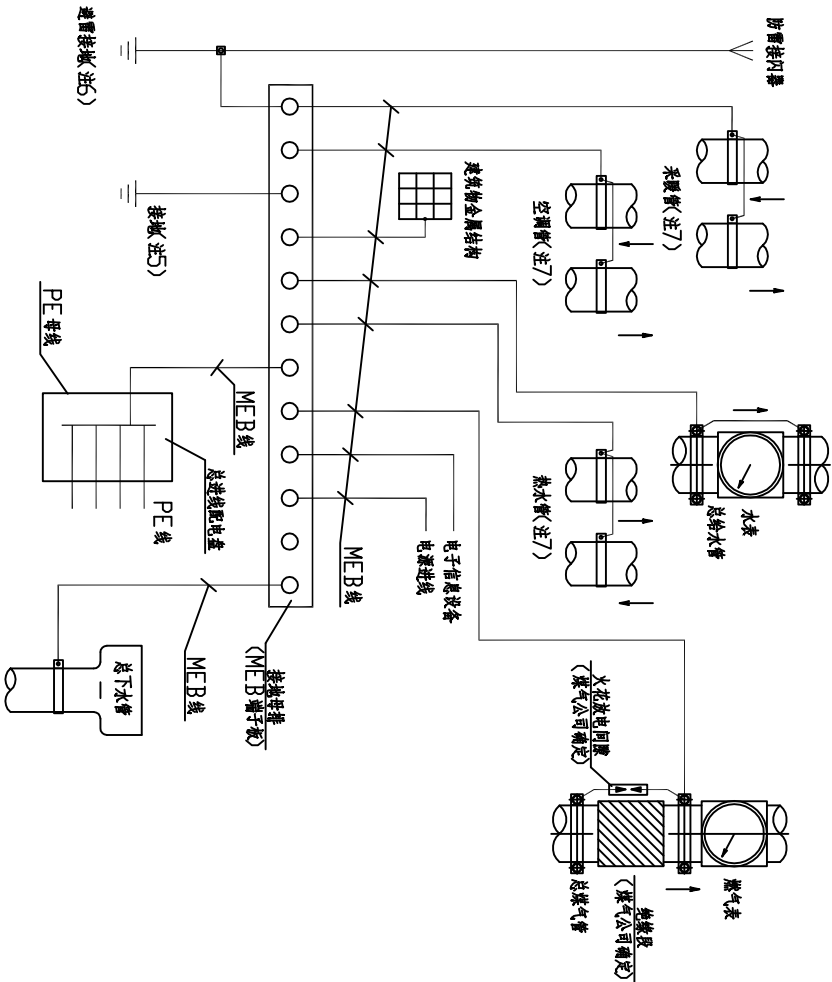 防雷接闪器
采暖管(注7)
空调管(注7)
建筑物金属结构
避雷接地(注6)
接地(注5)
水表
总给水管
热水管(注7)
电子信息设备
电源进线
MEB线
MEB线
PE母线
总进线配电盘
PE线
燃气表
绝缘段
(煤气公司确定)
总煤气管
火花放电间隙
(煤气公司确定)
接地母排
(MEB端子板)
MEB线
总下水管